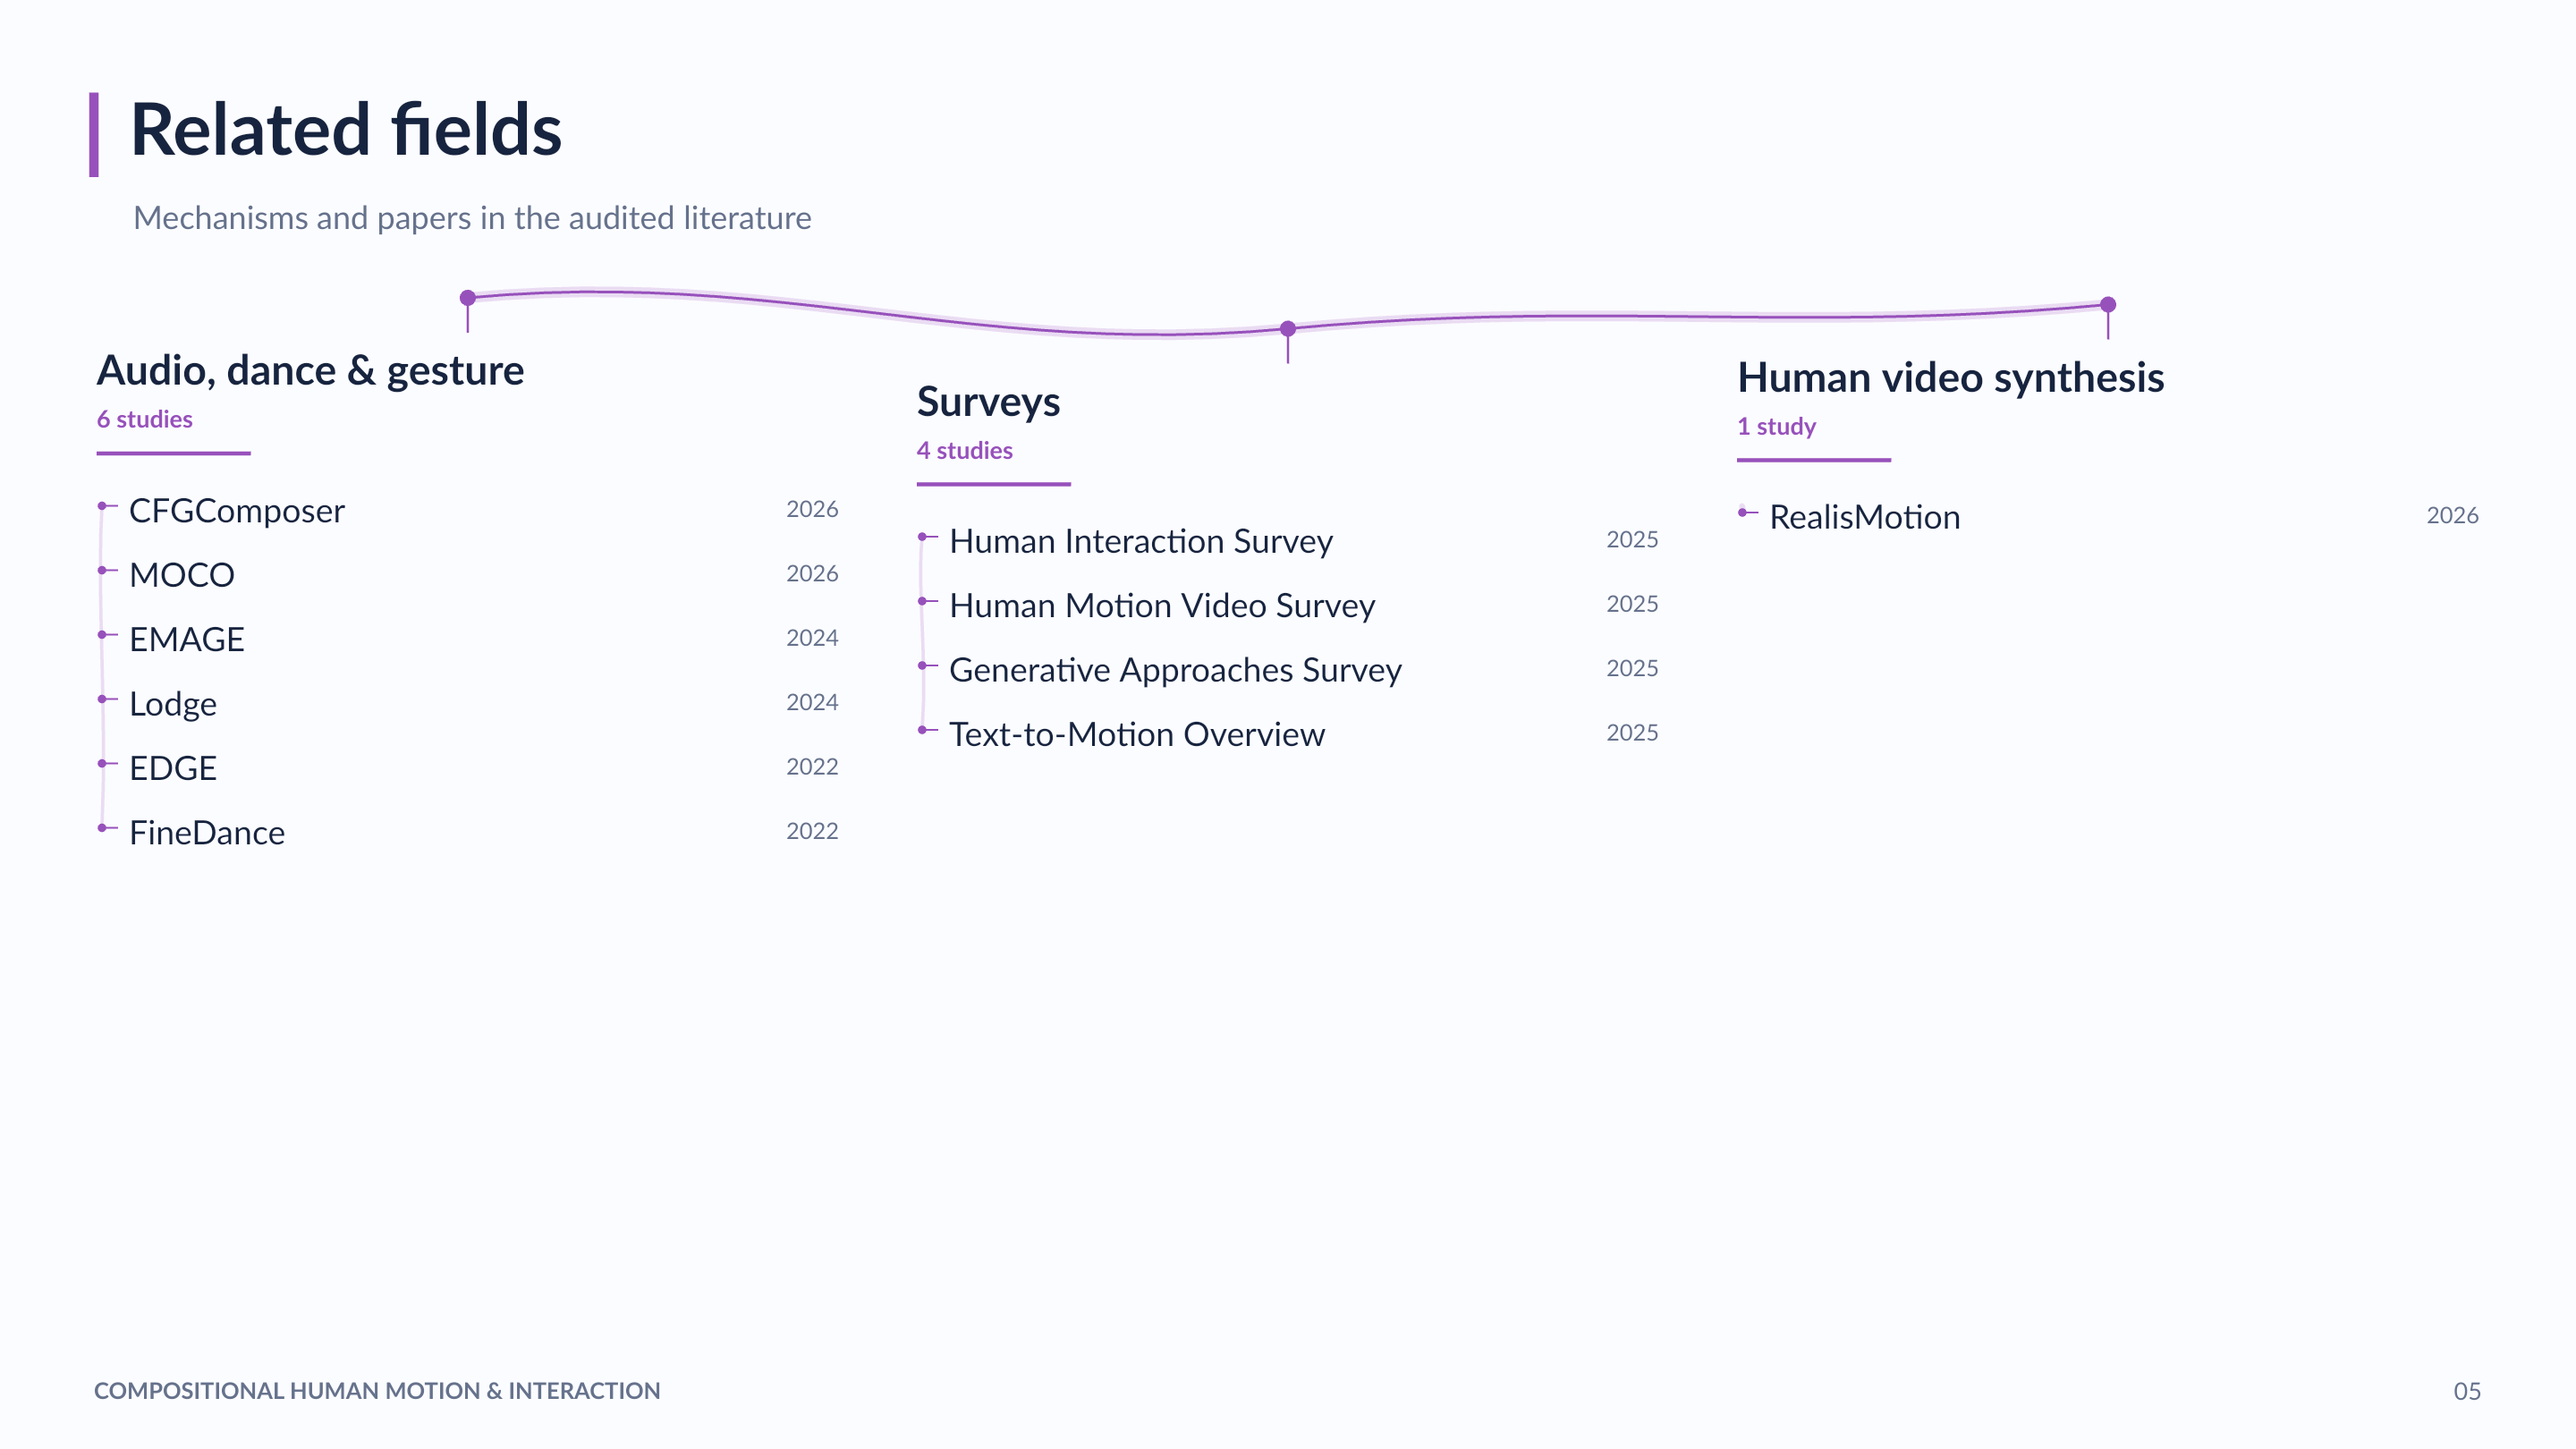 Related fields
Mechanisms and papers in the audited literature
Audio, dance & gesture
6 studies
CFGComposer 2026
MOCO 2026
EMAGE 2024
Lodge 2024
EDGE 2022
FineDance 2022
Surveys
4 studies
Human Interaction Survey 2025
Human Motion Video Survey 2025
Generative Approaches Survey 2025
Text-to-Motion Overview 2025
Human video synthesis
1 study
RealisMotion 2026
COMPOSITIONAL HUMAN MOTION & INTERACTION
05